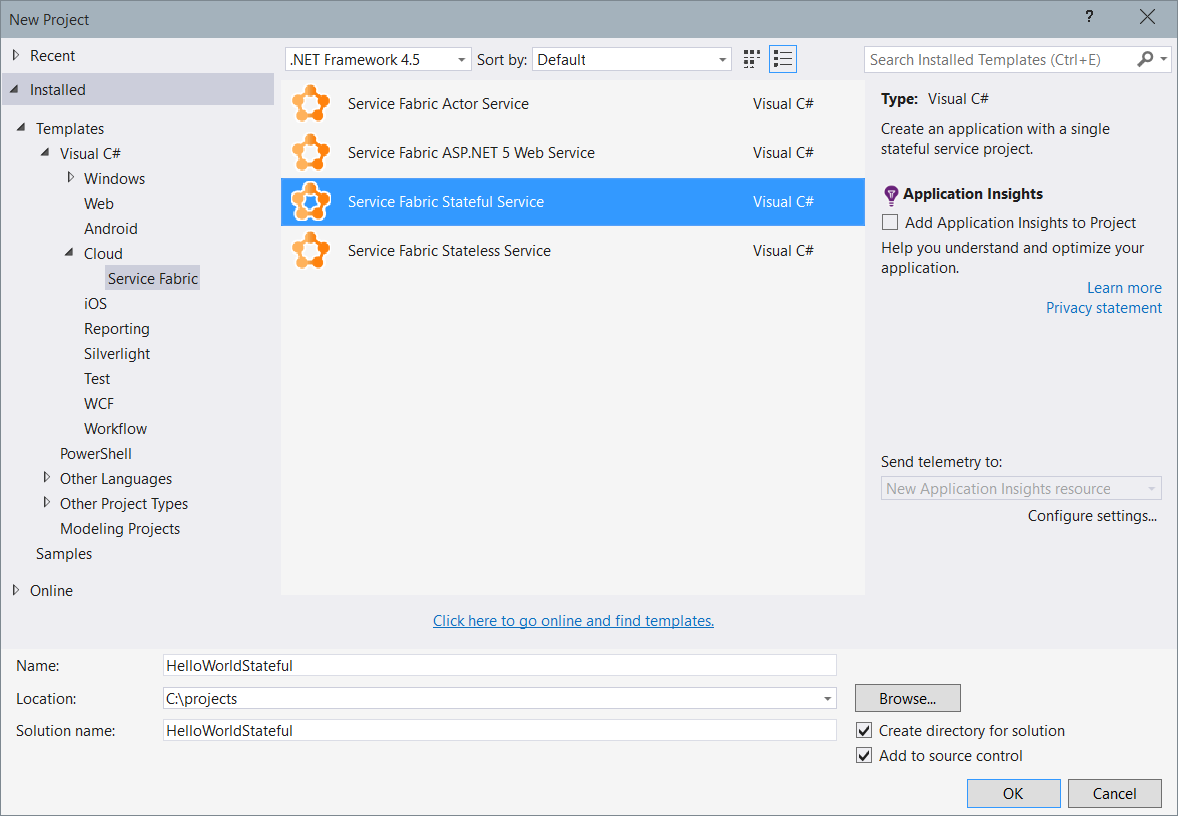 New Project
?
Recent
Installed
Templates
Visual C#
Windows
Web
Android
Cloud
Service Fabric
iOS
Reporting
Silverlight
Test
WCF
Workflow
PowerShell
Other Languages
Other Project Types
Modeling Projects
Samples
Online
.NET Framework 4.5 Sort by: Default
Service Fabric Actor Service Visual C#
Service Fabric ASP.NET 5 Web Service Visual C#
Service Fabric Stateful Service Visual C#
Service Fabric Stateless Service Visual C#
Click here to go online and find templates.
Search Installed Templates (Ctrl+E)
Type: Visual C#
Create an application with a single
stateful service project.
Application Insights
Add Application Insights to Project
Help you understand and optimize your
application.
Learn more
Privacy statement
Send telemetry to:
New Application Insights resource
Configure settings...
Name: HelloWorldStateful
Location: C:\projects Browse...
Solution name: HelloWorldStateful Create directory for solution
Add to source control
OK Cancel